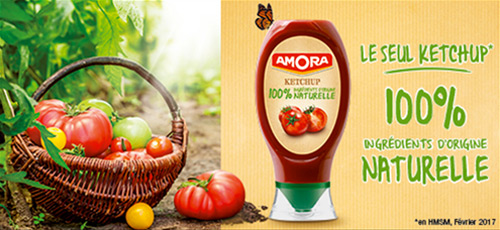 AMORA
KETCHUP
100% INGRÉDIENTS D'ORIGINE
NATURELLE
LE SEUL KETCHUP*
100%
INGRÉDIENTS D'ORIGINE
NATURELLE
*en HMSM, Février 2017